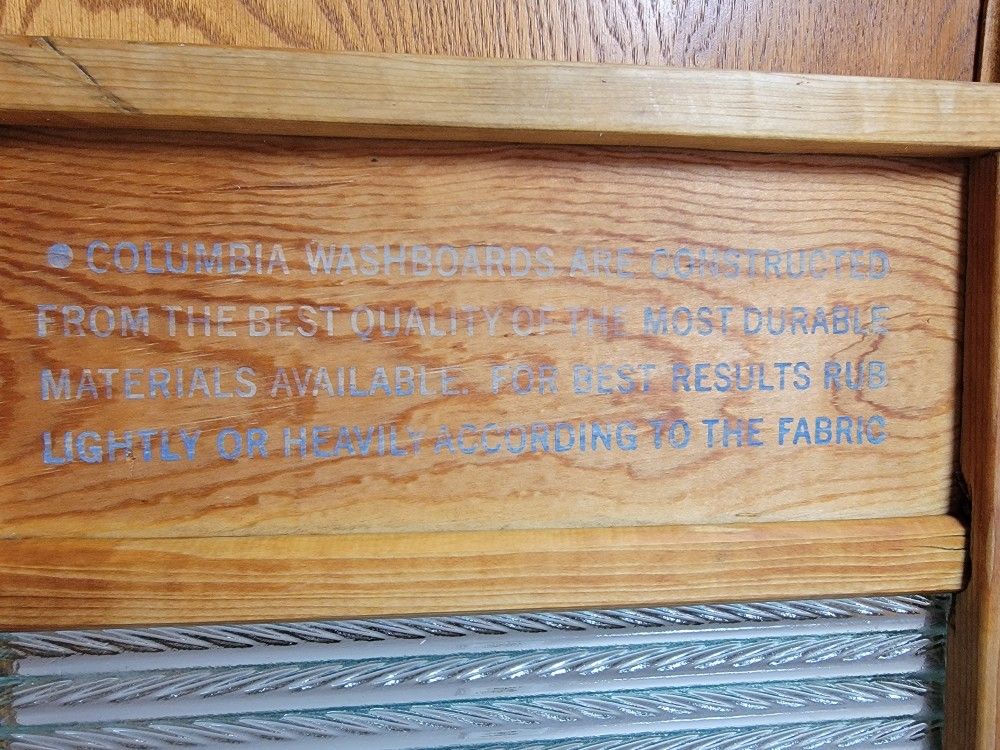 ● COLUMBIA WASHBOARDS ARE CONSTRUCTED
FROM THE BEST QUALITY OF THE MOST DURABLE
MATERIALS AVAILABLE. FOR BEST RESULTS RUB
LIGHTLY OR HEAVILY ACCORDING TO THE FABRIC